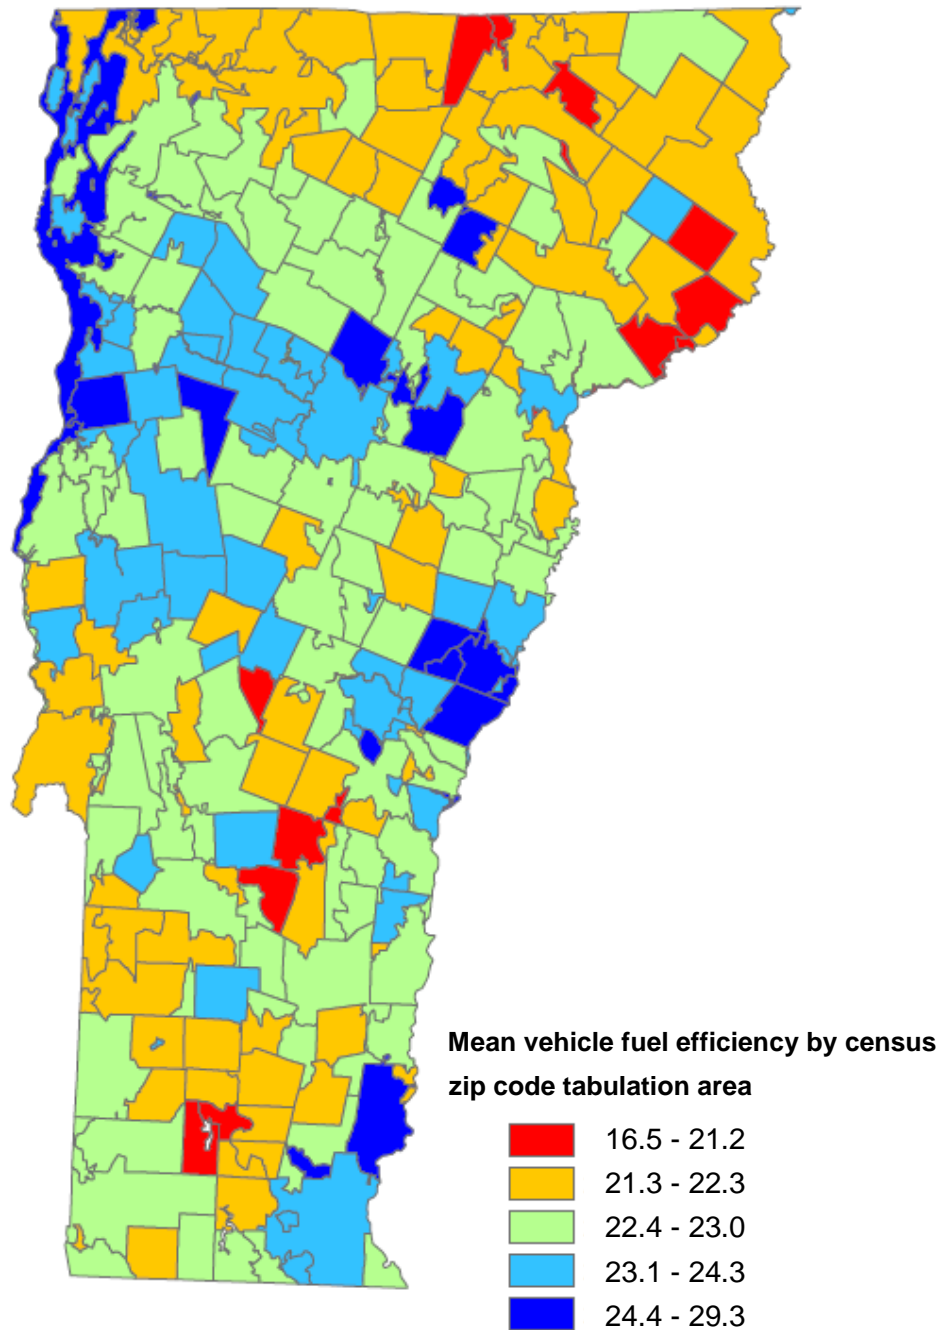 Mean vehicle fuel efficiency by census
zip code tabulation area
16.5 - 21.2
21.3 - 22.3
22.4 - 23.0
23.1 - 24.3
24.4 - 29.3